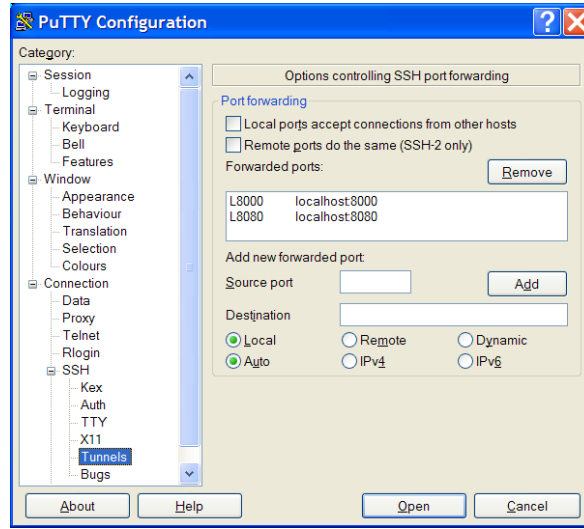 PuTTY Configuration
Category:
Session
Logging
Terminal
Keyboard
Bell
Features
Window
Appearance
Behaviour
Translation
Selection
Colours
Connection
Data
Proxy
Telnet
Rlogin
SSH
Kex
Auth
TTY
X11
Tunnels
Bugs
Options controlling SSH port forwarding
Port forwarding
Local ports accept connections from other hosts
Remote ports do the same (SSH-2 only)
Forwarded ports:
Remove
L8000 localhost:8000
L8080 localhost:8080
Add new forwarded port:
Source port
Add
Destination
Local Remote Dynamic
Auto IPv4 IPv6
About Help Open Cancel